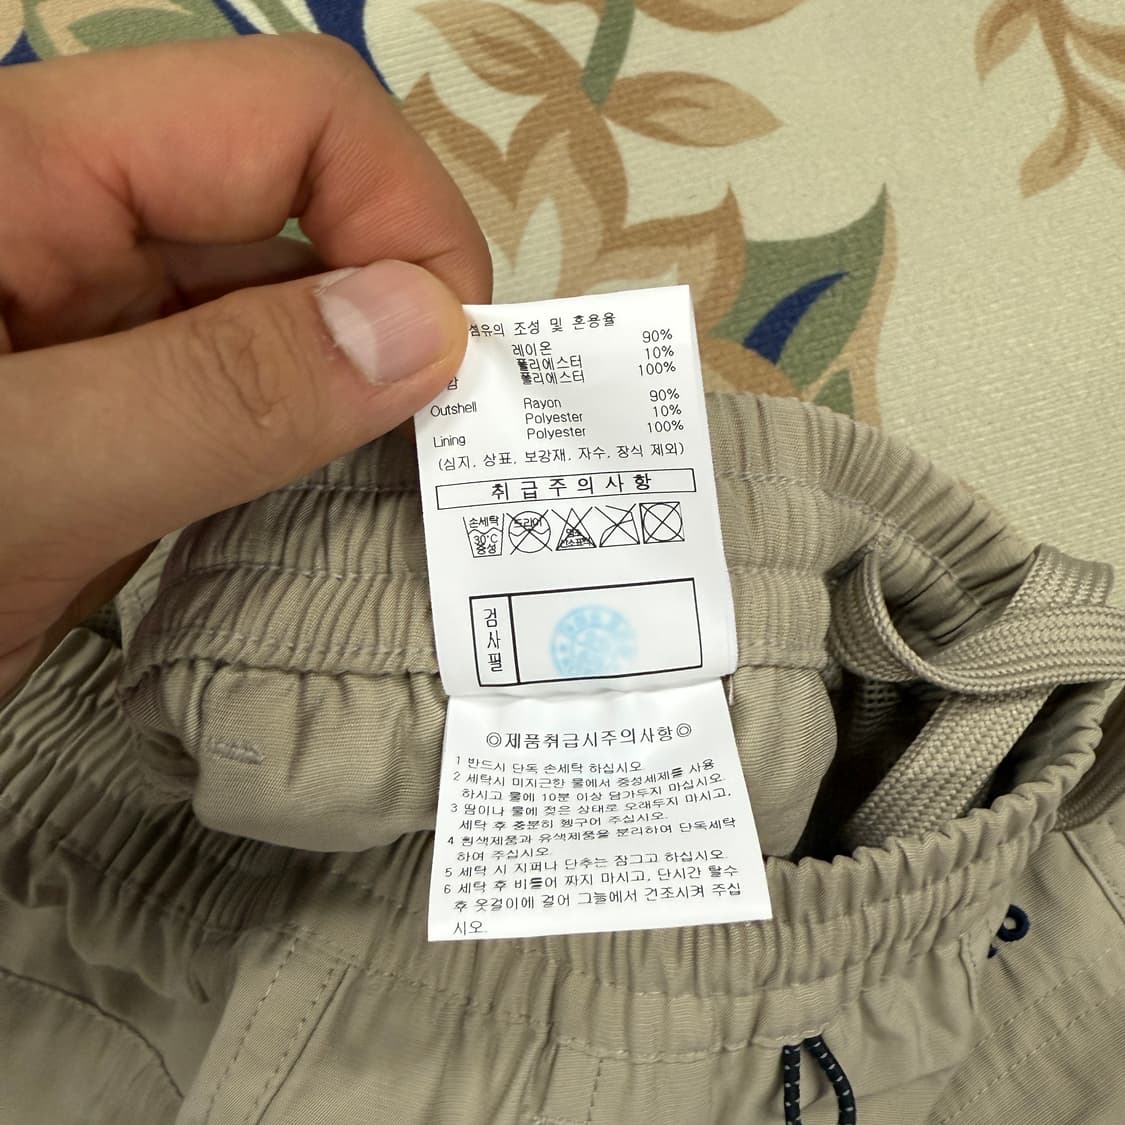 섬유의 조성 및 혼용율
레이온 90%
폴리에스터 10%
감 폴리에스터 100%
Outshell Rayon 90%
Polyester 10%
Lining Polyester 100%
(심지, 상표, 보강재, 자수, 장식 제외)
취급주의사항
손세탁 드라이
30°C
중성
검사필
◎제품취급시주의사항◎
1 반드시 단독 손세탁 하십시오
2 세탁시 미지근한 물에서 중성세제를 사용
하시고 물에 10분 이상 담가두지 마십시오.
3 땀이나 물에 젖은 상태로 오래두지 마시고,
세탁 후 충분히 헹구어 주십시오.
4 흰색제품과 유색제품을 분리하여 단독세탁
하여 주십시오.
5 세탁 시 지퍼나 단추는 잠그고 하십시오.
6 세탁 후 비틀어 짜지 마시고, 단시간 탈수
후 옷걸이에 걸어 그늘에서 건조시켜 주십
시오.